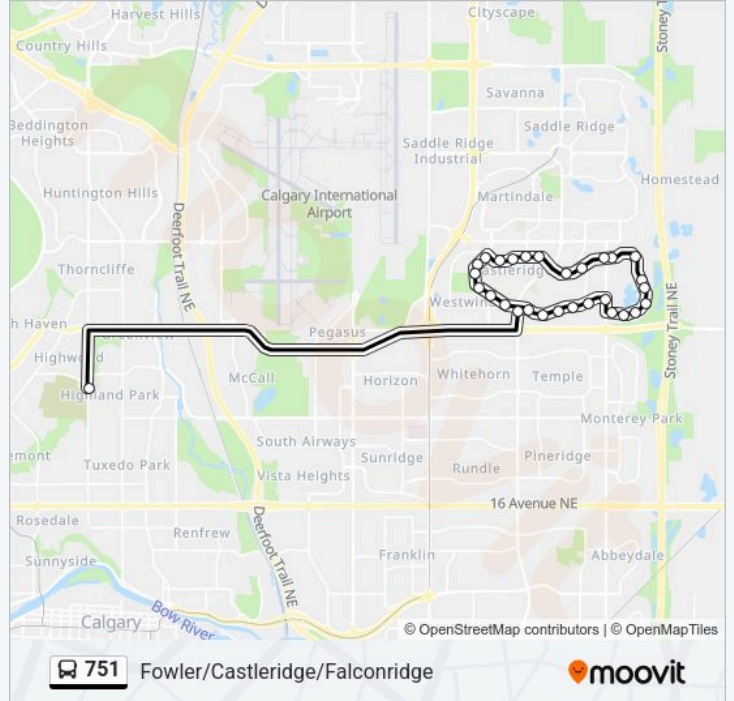 Harvest Hills
Cityscape
Country Hills
Savanna
Beddington
Heights
Saddle Ridge
Saddle Ridge
Industrial
Stoney T
Huntington Hills
Calgary International
Airport
Martindale
Homestead
Deerfoot Trail NE
Thorncliffe
Castleridg
Westwin
Stoney Trail NE
h Haven
Greenview
Pegasus
Highwood
McCall
Horizon
Whitehorn
Temple
Highland Park
Monterey Park
emont
Tuxedo Park
South Airways
Sunridge
Pineridge
Vista Heights
Rundle
16 Avenue NE
Rosedale
Renfrew
Deerfoot Trail NE
Sunnyside
Franklin
Abbeydale
Calgary
Bow River
© OpenStreetMap contributors | © OpenMapTiles
751 Fowler/Castleridge/Falconridge
moovit